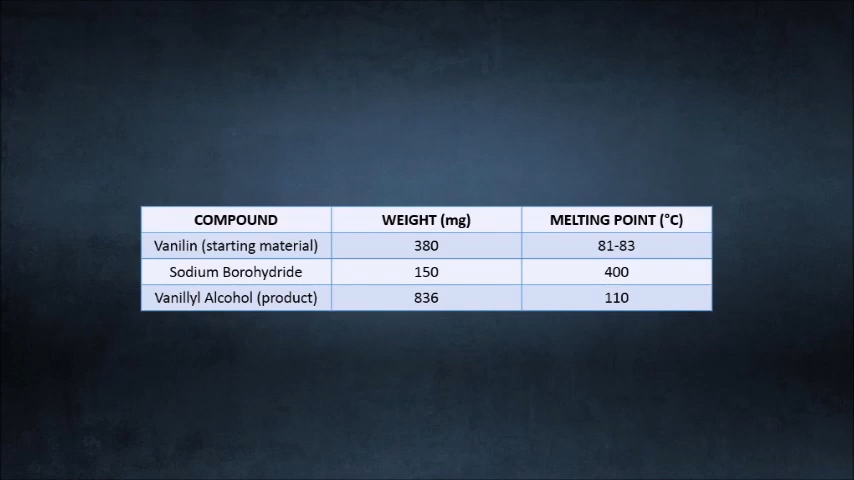 COMPOUND WEIGHT (mg) MELTING POINT (°C)
Vanilin (starting material) 380 81-83
Sodium Borohydride 150 400
Vanillyl Alcohol (product) 836 110